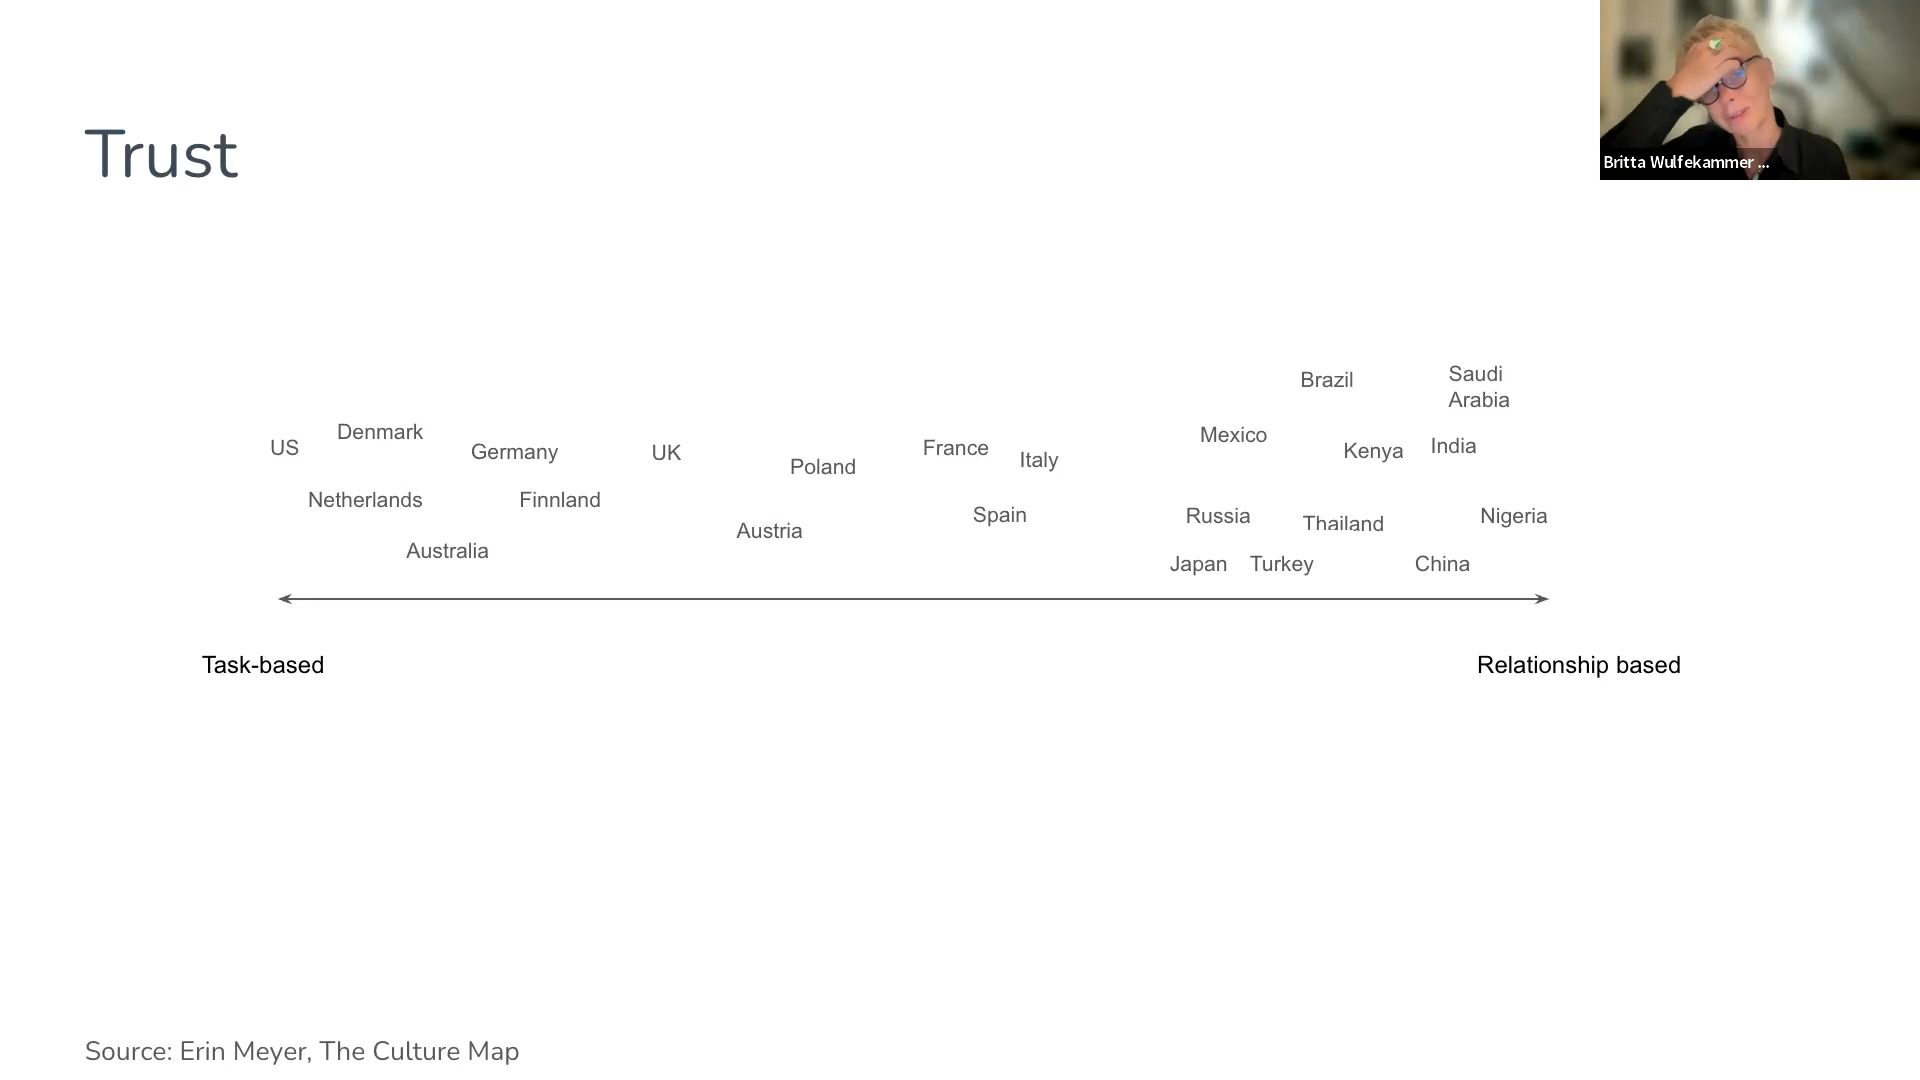 Trust
Britta Wulfekammer ...
Brazil
Saudi
Arabia
US
Denmark
Germany
UK
Poland
France
Italy
Mexico
Kenya
India
Netherlands
Finnland
Austria
Spain
Russia
Thailand
Nigeria
Australia
Japan
Turkey
China
Task-based
Relationship based
Source: Erin Meyer, The Culture Map